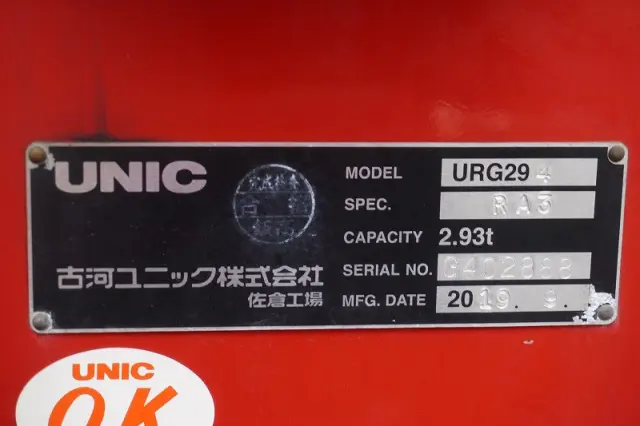 UNIC
MODEL URG294
SPEC. RA3
CAPACITY 2.93t
SERIAL NO.
MFG. DATE 2019. 9.
古河ユニック株式会社
佐倉工場
UNIC
OK